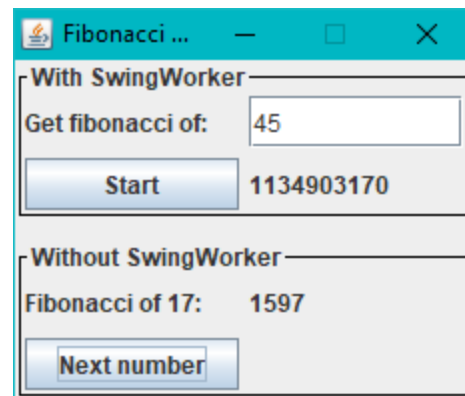 Fibonacci ...
With SwingWorker
Get fibonacci of: 45
Start 1134903170
Without SwingWorker
Fibonacci of 17: 1597
Next number